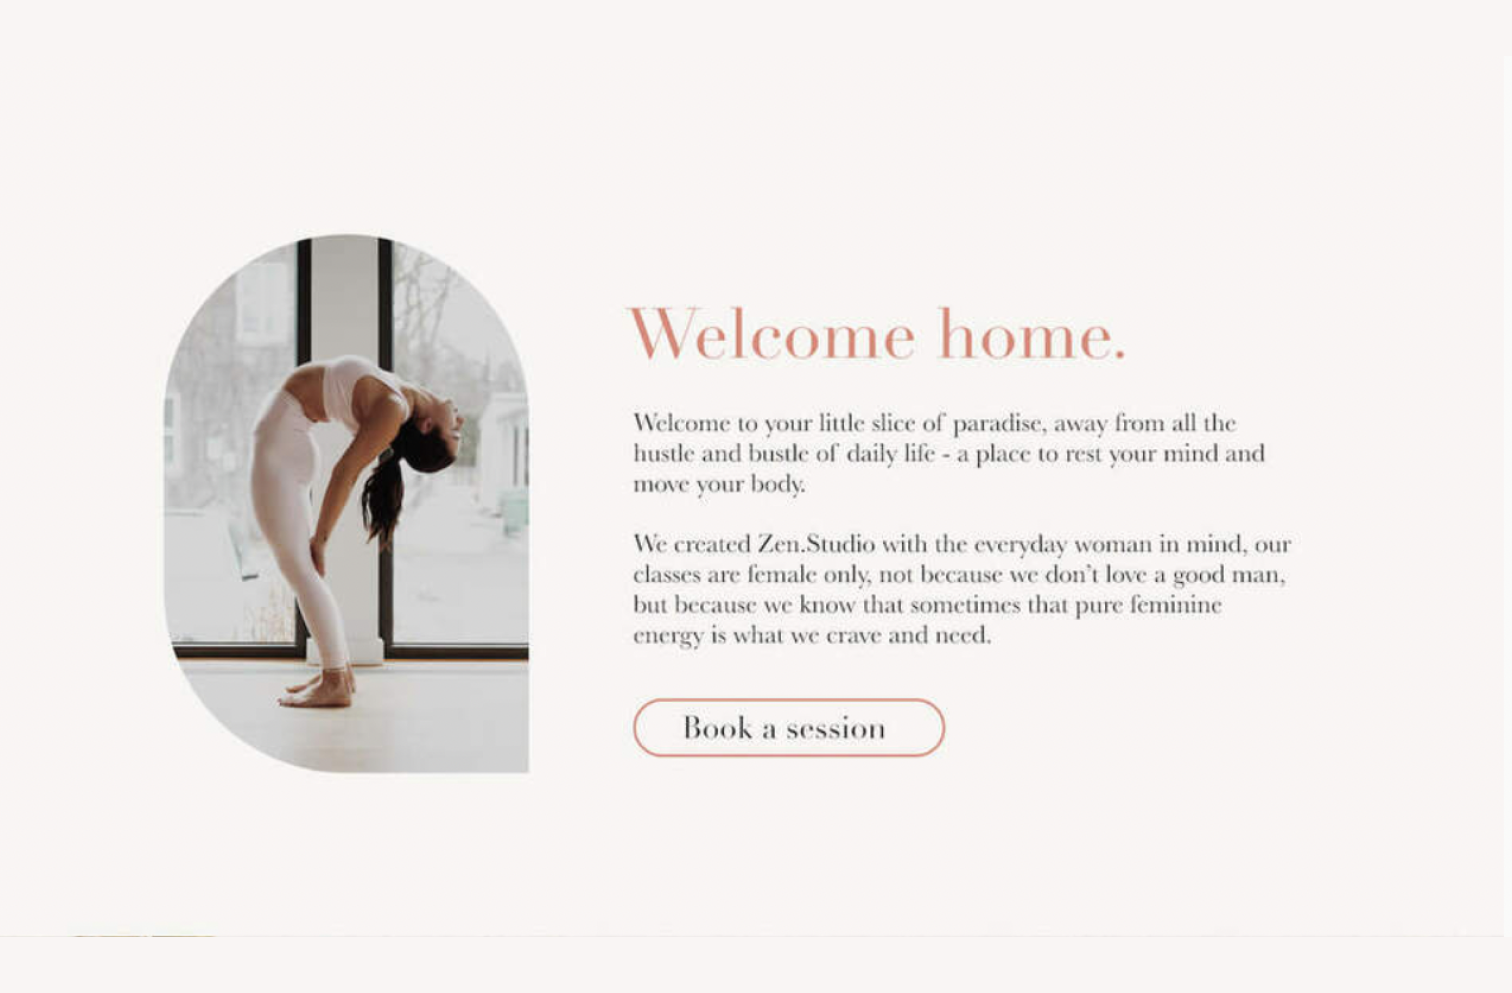 Welcome home.
Welcome to your little slice of paradise, away from all the
hustle and bustle of daily life - a place to rest your mind and
move your body.
We created Zen.Studio with the everyday woman in mind, our
classes are female only, not because we don't love a good man,
but because we know that sometimes that pure feminine
energy is what we crave and need.
Book a session